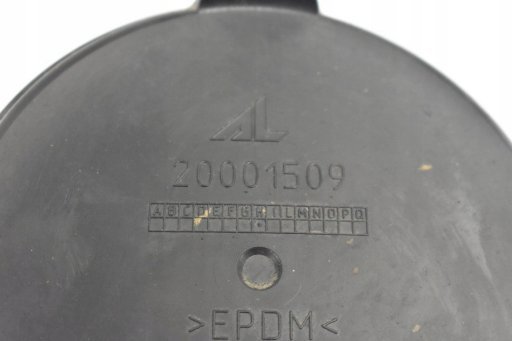 AL
20001509
ABCDEFGHILMNOPQ
>EPDM<